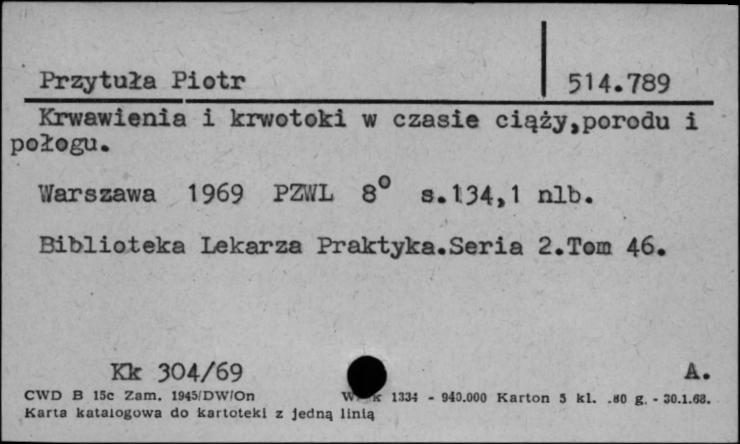 Przytuła Piotr 514.789
Krwawienia i krwotoki w czasie ciąży,porodu i
połogu.
Warszawa 1969 PZWL 8° s.134,1 nlb.
Biblioteka Lekarza Praktyka.Seria 2.Tom 46.
Kk 304/69 A.
CWD B 15c Zam. 1945/DW/On 1334 - 940.000 Karton 5 kl. .80 g. - 30.1.68.
Karta katalogowa do kartoteki z jedną linią